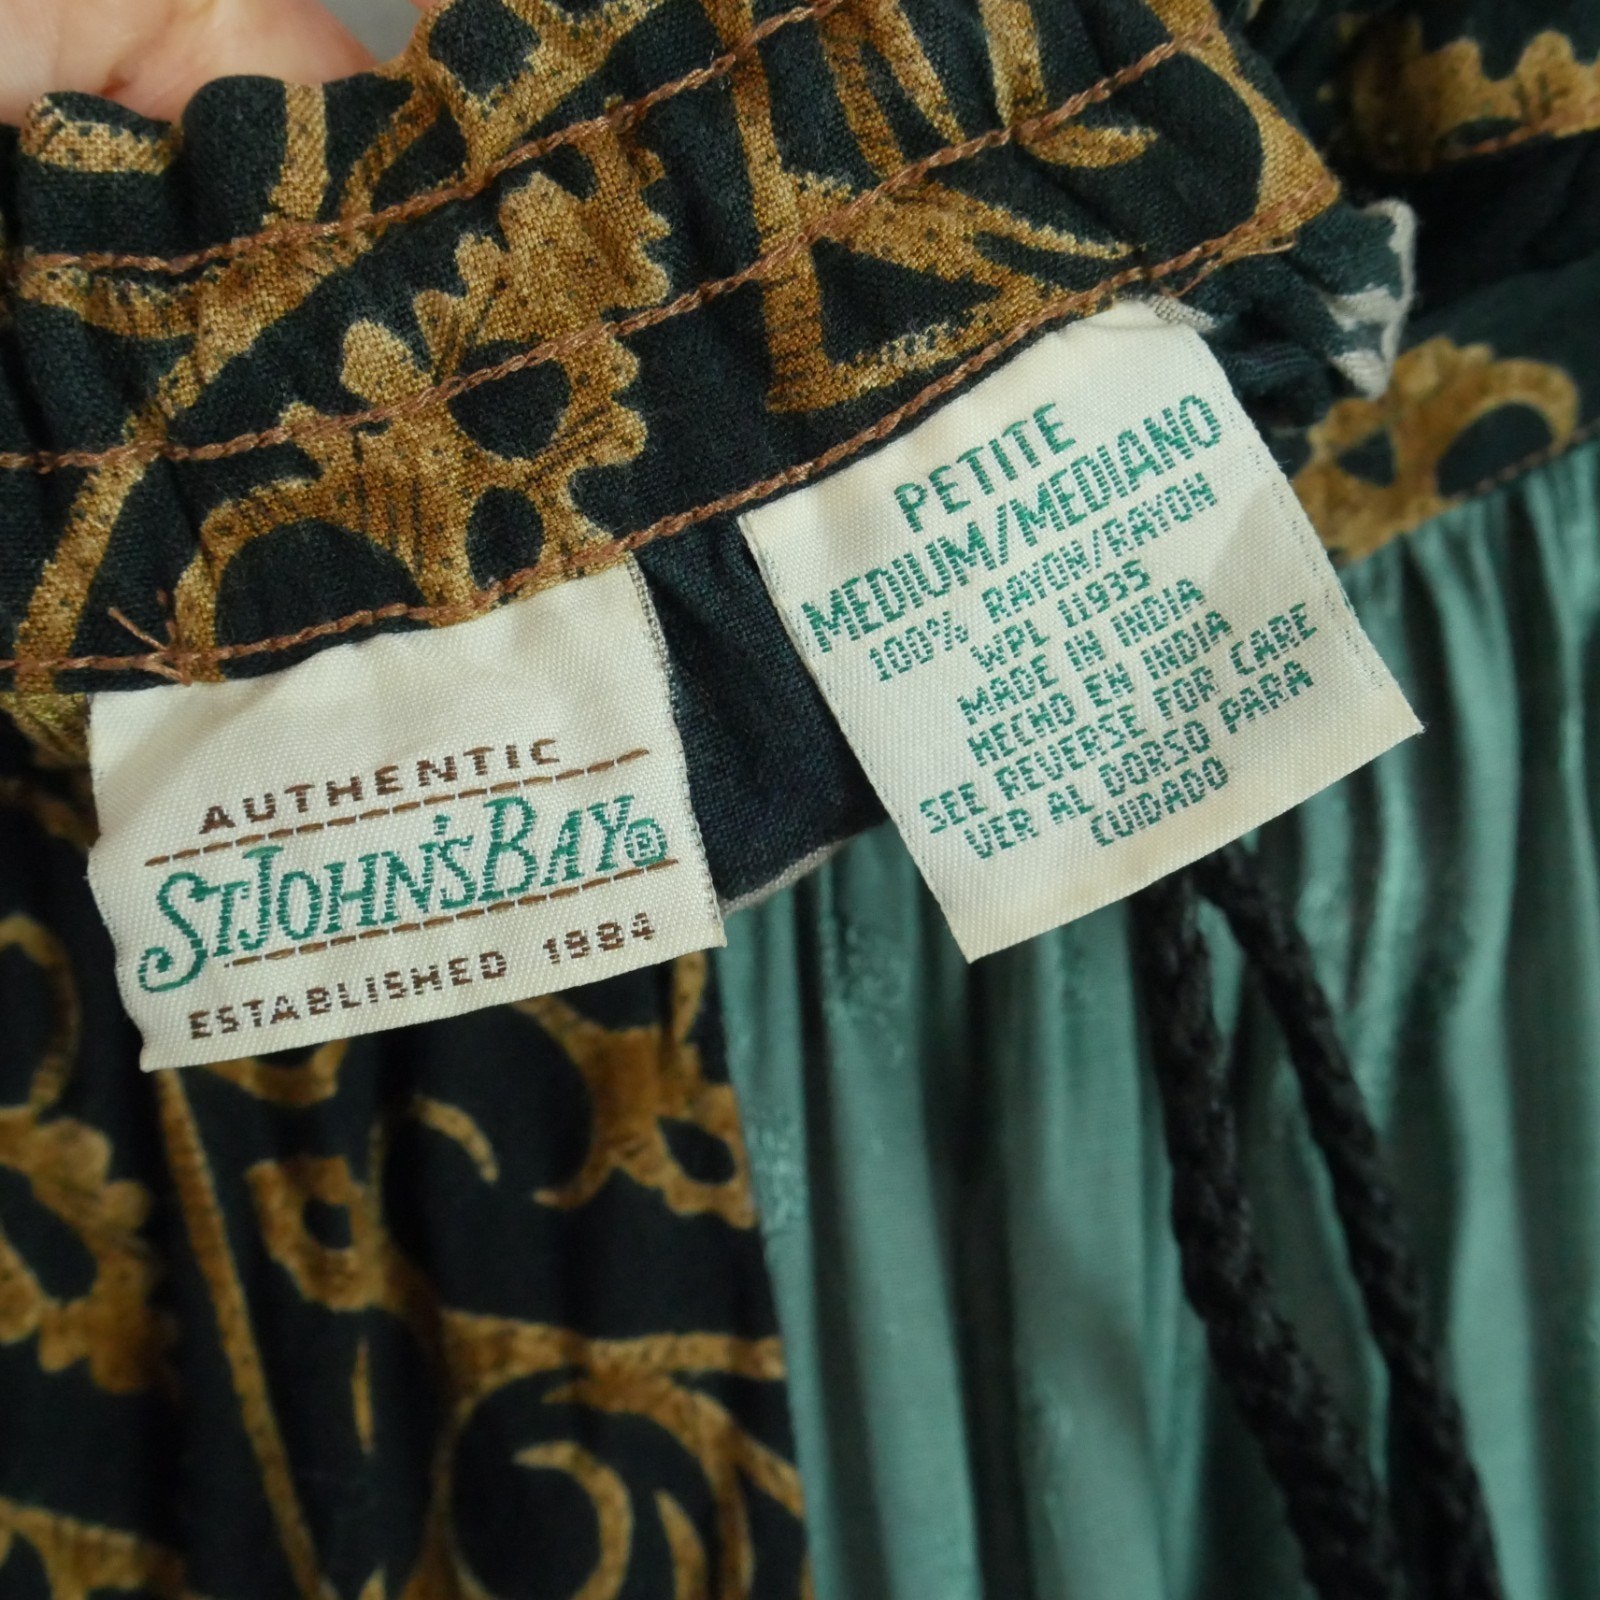 AUTHENTIC
ST JOHN'S BAY®
ESTABLISHED 1984
PETITE
MEDIUM/MEDIANO
100% RAYON/RAYON
WPL 11935
MADE IN INDIA
HECHO EN INDIA
SEE REVERSE FOR CARE
VER AL DORSO PARA
CUIDADO